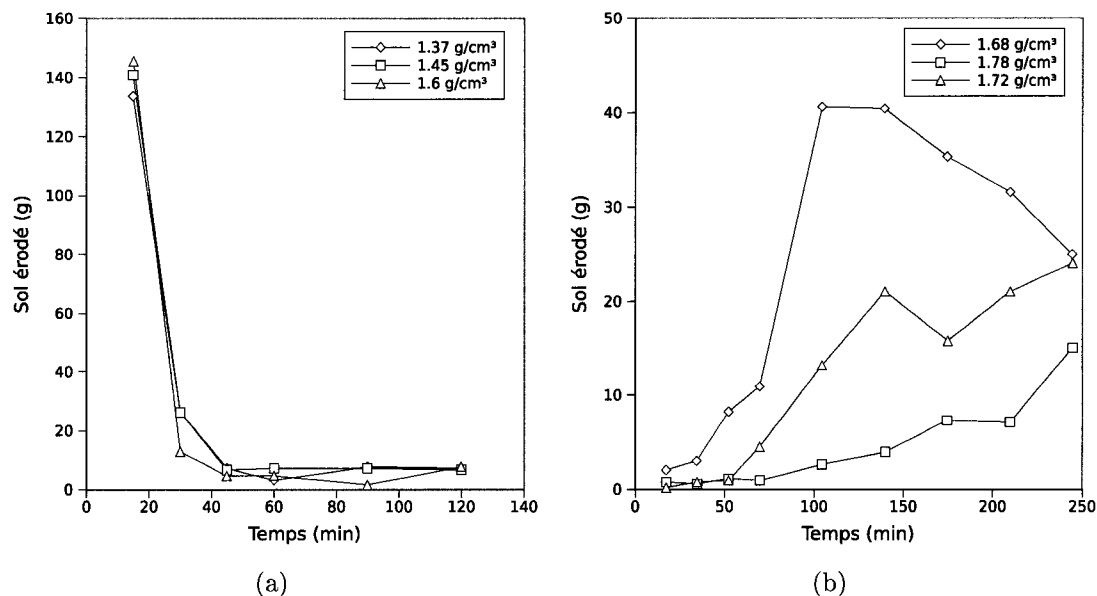 160
140
120
100
80
60
40
20
0
Sol érodé (g)
0 20 40 60 80 100 120 140
Temps (min)
1.37 g/cm³
1.45 g/cm³
1.6 g/cm³
(a)
50
40
30
20
10
0
Sol érodé (g)
0 50 100 150 200 250
Temps (min)
1.68 g/cm³
1.78 g/cm³
1.72 g/cm³
(b)